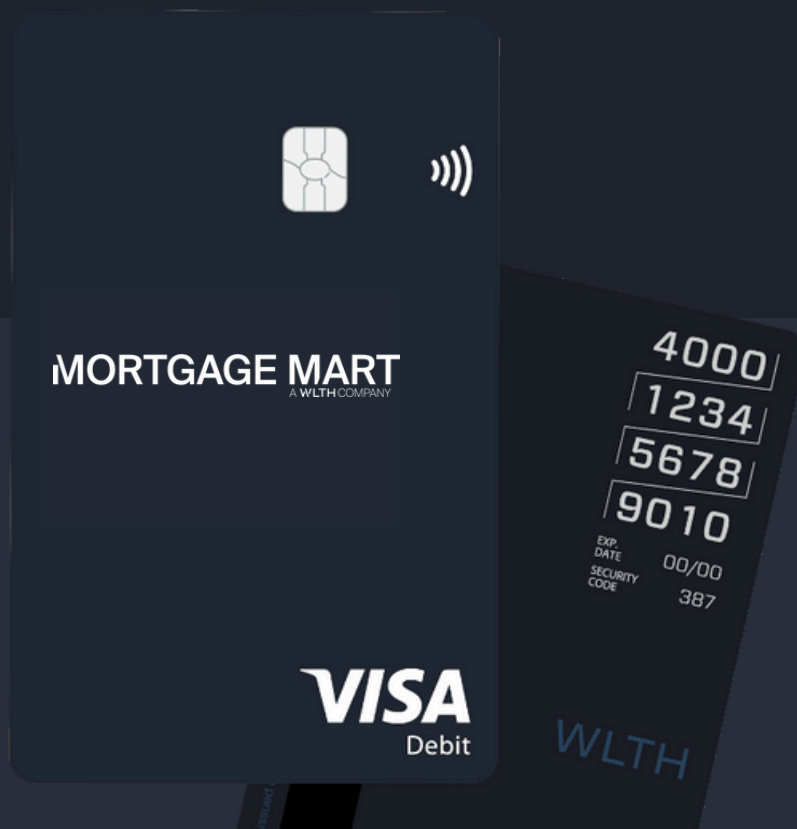 MORTGAGE MART
A WLTH COMPANY
VISA
Debit
4000
1234
5678
9010
EXP.
DATE
00/00
SECURITY
CODE
387
WLTH